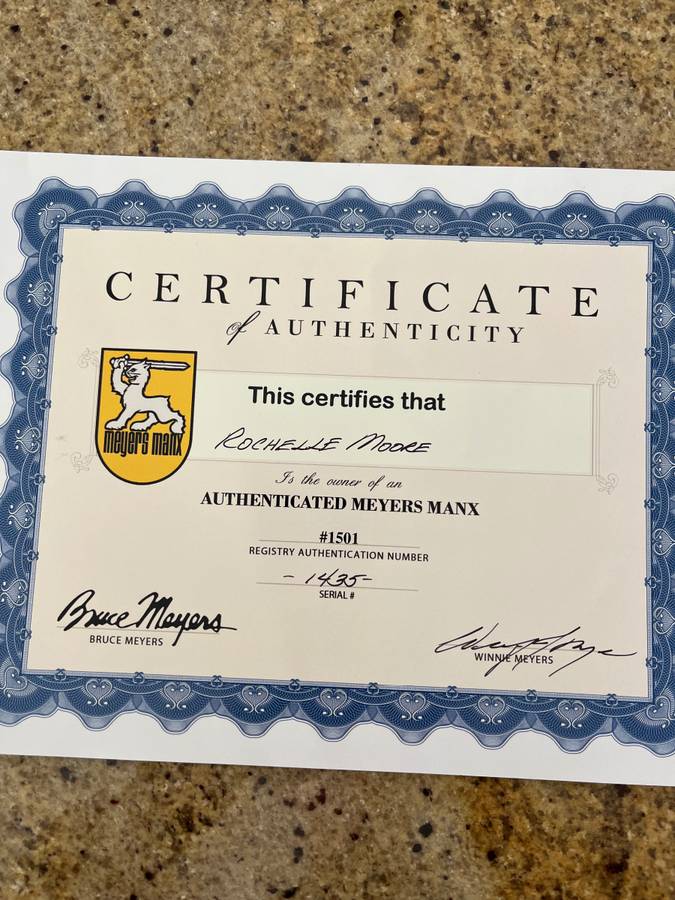 CERTIFICATE
of AUTHENTICITY
This certifies that
meyers manx
ROCHELLE MOORE
Is the owner of an
AUTHENTICATED MEYERS MANX
#1501
REGISTRY AUTHENTICATION NUMBER
- 1435 -
SERIAL #
Bruce Meyers
BRUCE MEYERS
WINNIE MEYERS